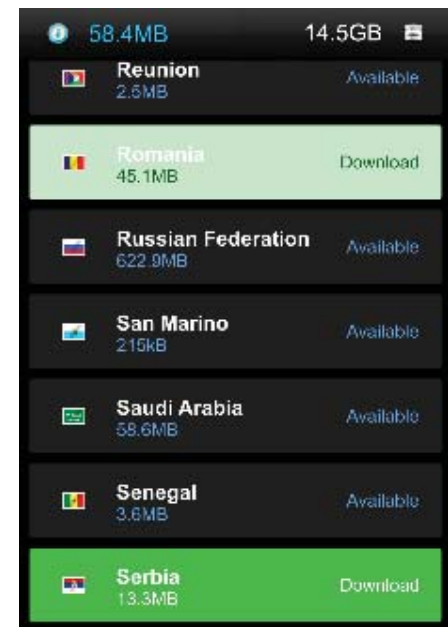 58.4MB 14.5GB
Reunion Available
2.5MB
Romania Download
45.1MB
Russian Federation Available
622.9MB
San Marino Available
215kB
Saudi Arabia Available
58.6MB
Senegal Available
3.6MB
Serbia Download
13.3MB